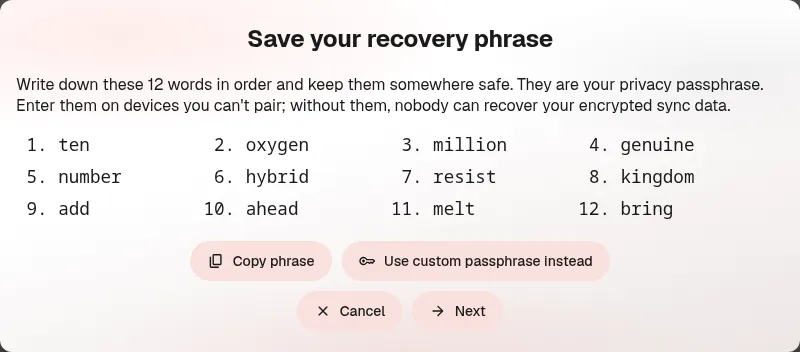 Save your recovery phrase
Write down these 12 words in order and keep them somewhere safe. They are your privacy passphrase.
Enter them on devices you can't pair; without them, nobody can recover your encrypted sync data.
1. ten 2. oxygen 3. million 4. genuine
5. number 6. hybrid 7. resist 8. kingdom
9. add 10. ahead 11. melt 12. bring
Copy phrase Use custom passphrase instead
Cancel Next